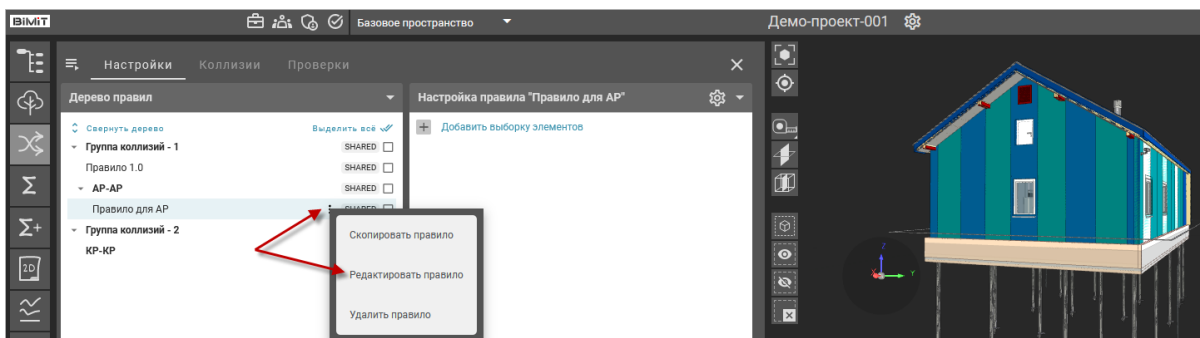 BIMIT
Базовое пространство
Демо-проект-001
Настройки Коллизии Проверки
Дерево правил
Настройка правила "Правило для АР"
Свернуть дерево
Выделить всё
Добавить выборку элементов
Группа коллизий - 1 SHARED
Правило 1.0 SHARED
АР-АР SHARED
Правило для АР SHARED
Группа коллизий - 2
КР-КР
Скопировать правило
Редактировать правило
Удалить правило
Σ
Σ+
2D
Z
X
Y